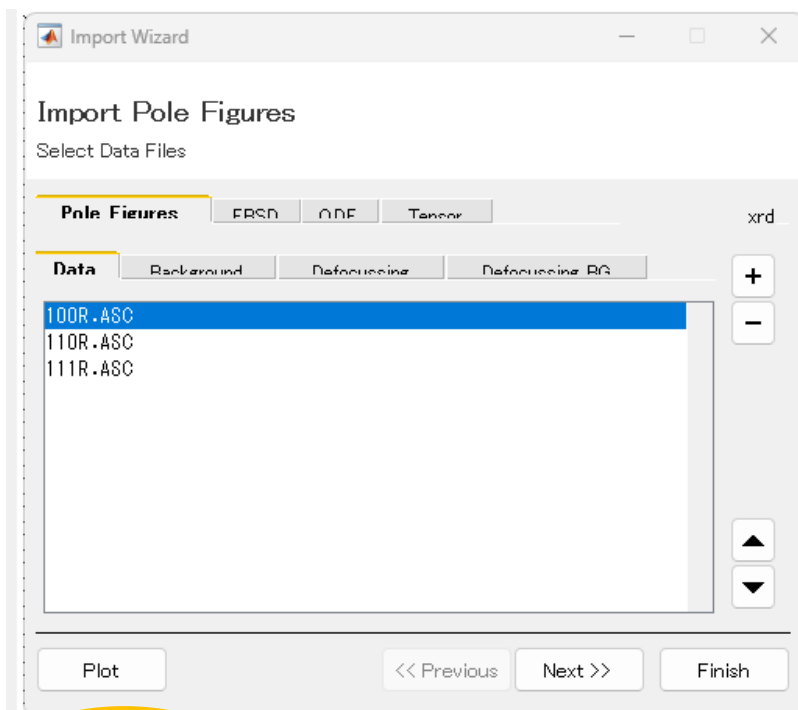 Import Wizard
Import Pole Figures
Select Data Files
Pole Figures EBSD ODF Tensor xrd
Data Background Defocussing Defocussing BG
+
100R.ASC
−
110R.ASC
111R.ASC
Plot << Previous Next >> Finish